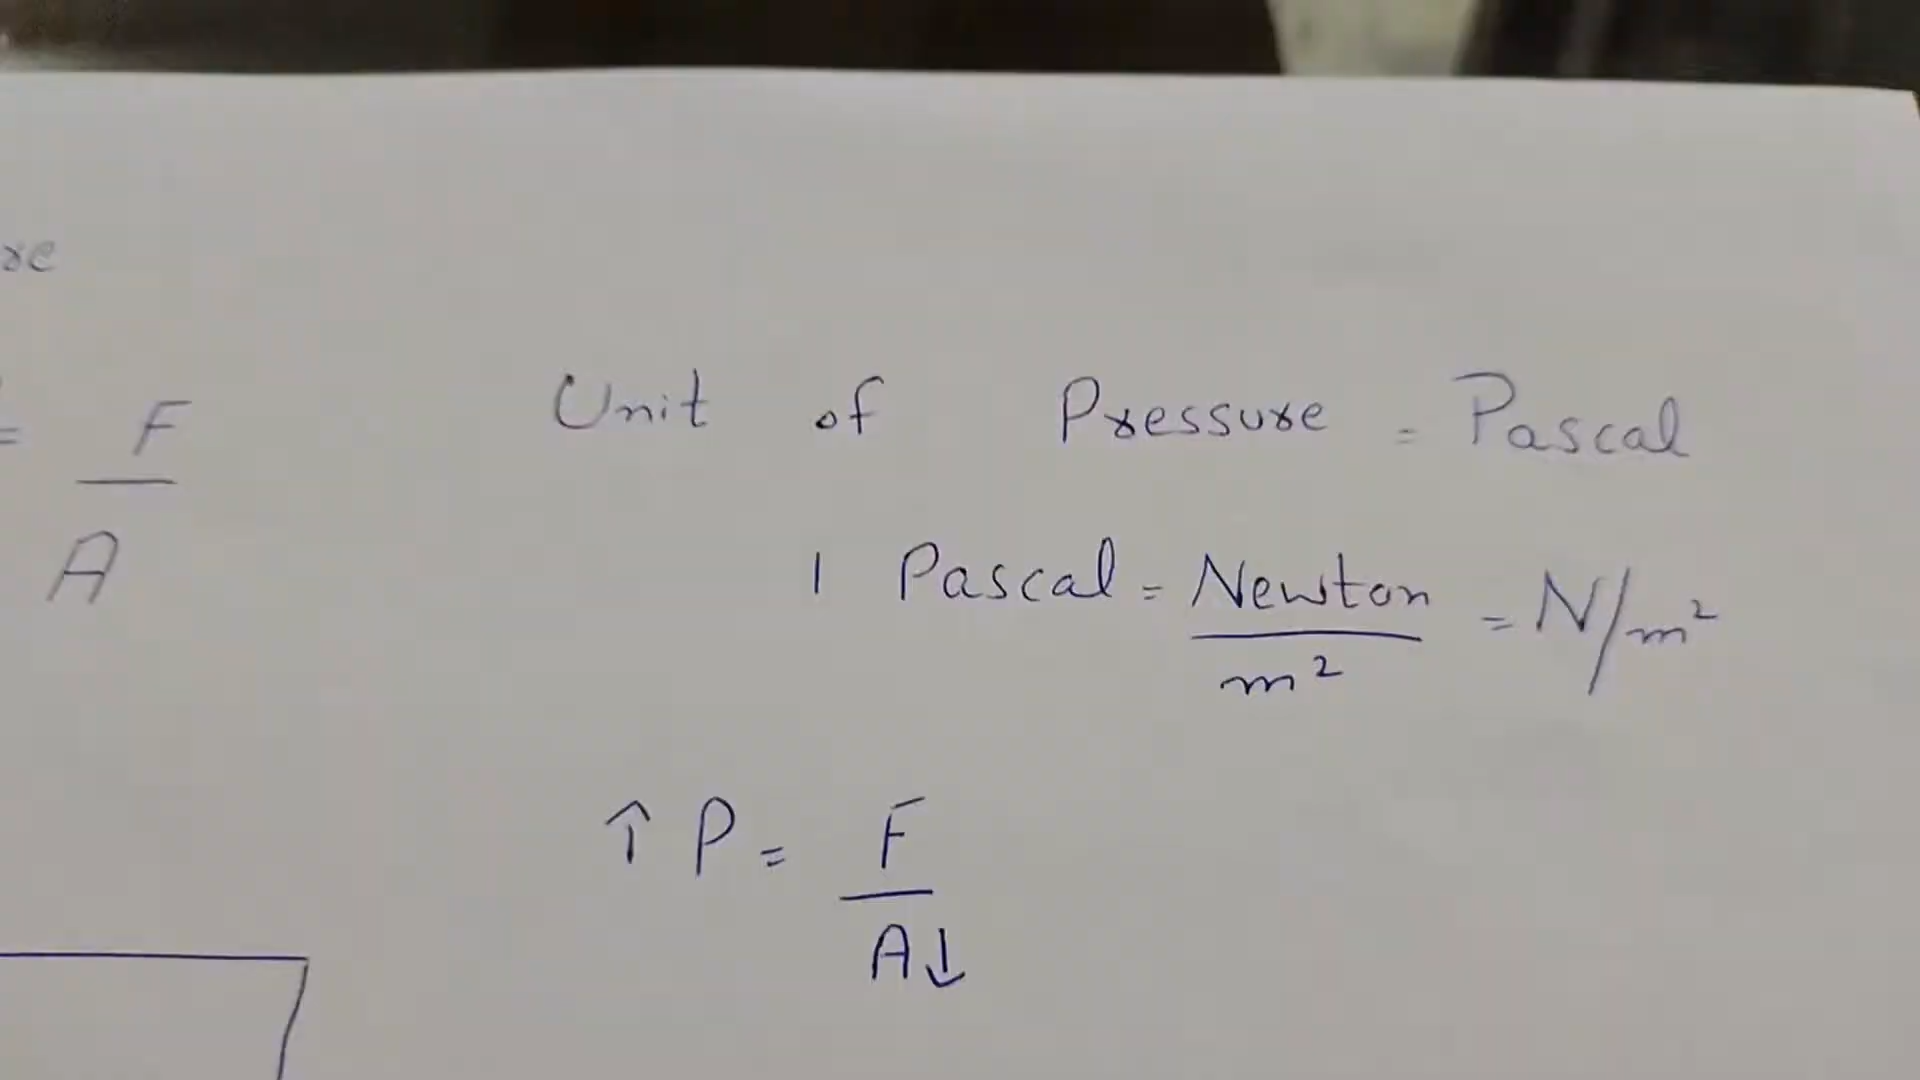 = F
A
Unit of Pressure = Pascal
1 Pascal = Newton = N/m²
m²
↑ P = F
A↓